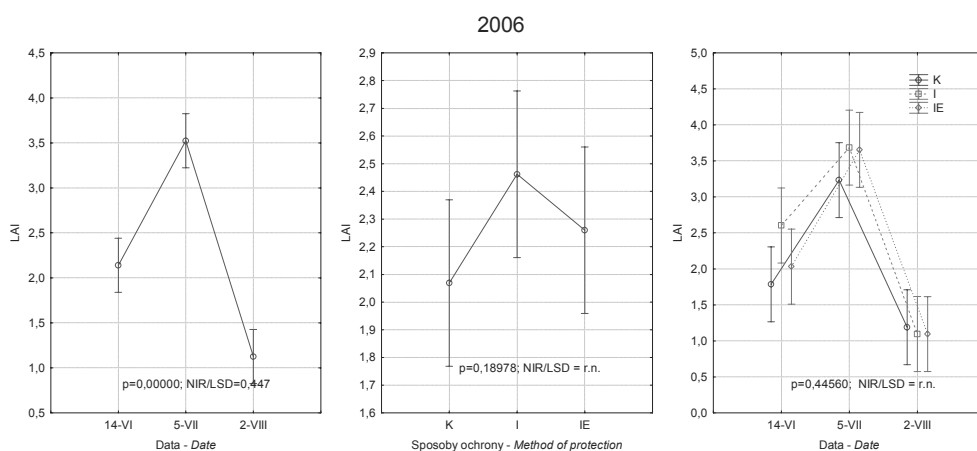 2006
4,5
4,0
3,5
3,0
2,5
2,0
1,5
1,0
0,5
LAI
p=0,00000; NIR/LSD=0,447
14-VI 5-VII 2-VIII
Data - Date
2,9
2,8
2,7
2,6
2,5
2,4
2,3
2,2
2,1
2,0
1,9
1,8
1,7
1,6
LAI
p=0,18978; NIR/LSD = r.n.
K I IE
Sposoby ochrony - Method of protection
5,0
4,5
4,0
3,5
3,0
2,5
2,0
1,5
1,0
0,5
0,0
LAI
K
I
IE
p=0,44560; NIR/LSD = r.n.
14-VI 5-VII 2-VIII
Data - Date